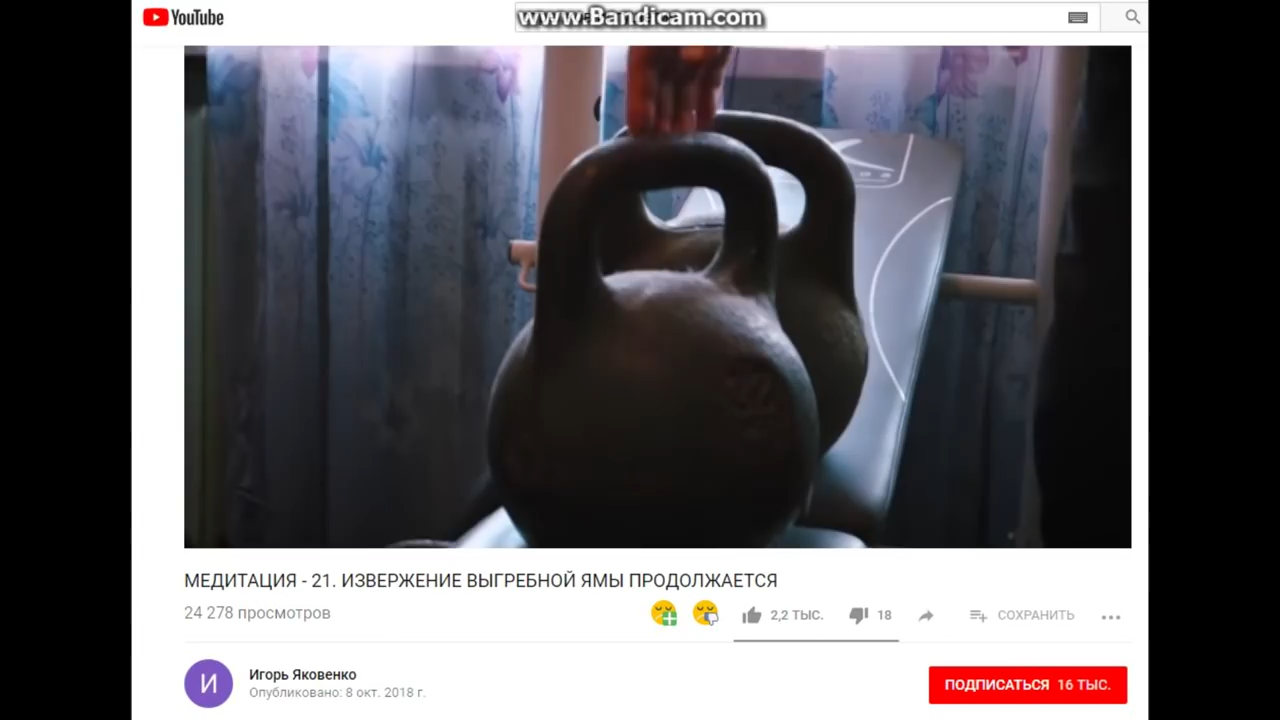 YouTube
www.Bandicam.com
МЕДИТАЦИЯ - 21. ИЗВЕРЖЕНИЕ ВЫГРЕБНОЙ ЯМЫ ПРОДОЛЖАЕТСЯ
24 278 просмотров
2,2 ТЫС. 18 СОХРАНИТЬ
И
Игорь Яковенко
Опубликовано: 8 окт. 2018 г.
ПОДПИСАТЬСЯ 16 ТЫС.